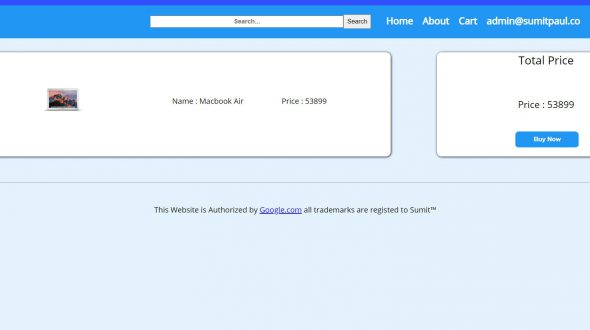 Search... Search Home About Cart admin@sumitpaul.co
Total Price
Name : Macbook Air Price : 53899 Price : 53899
Buy Now
This Website is Authorized by Google.com all trademarks are registed to Sumit™